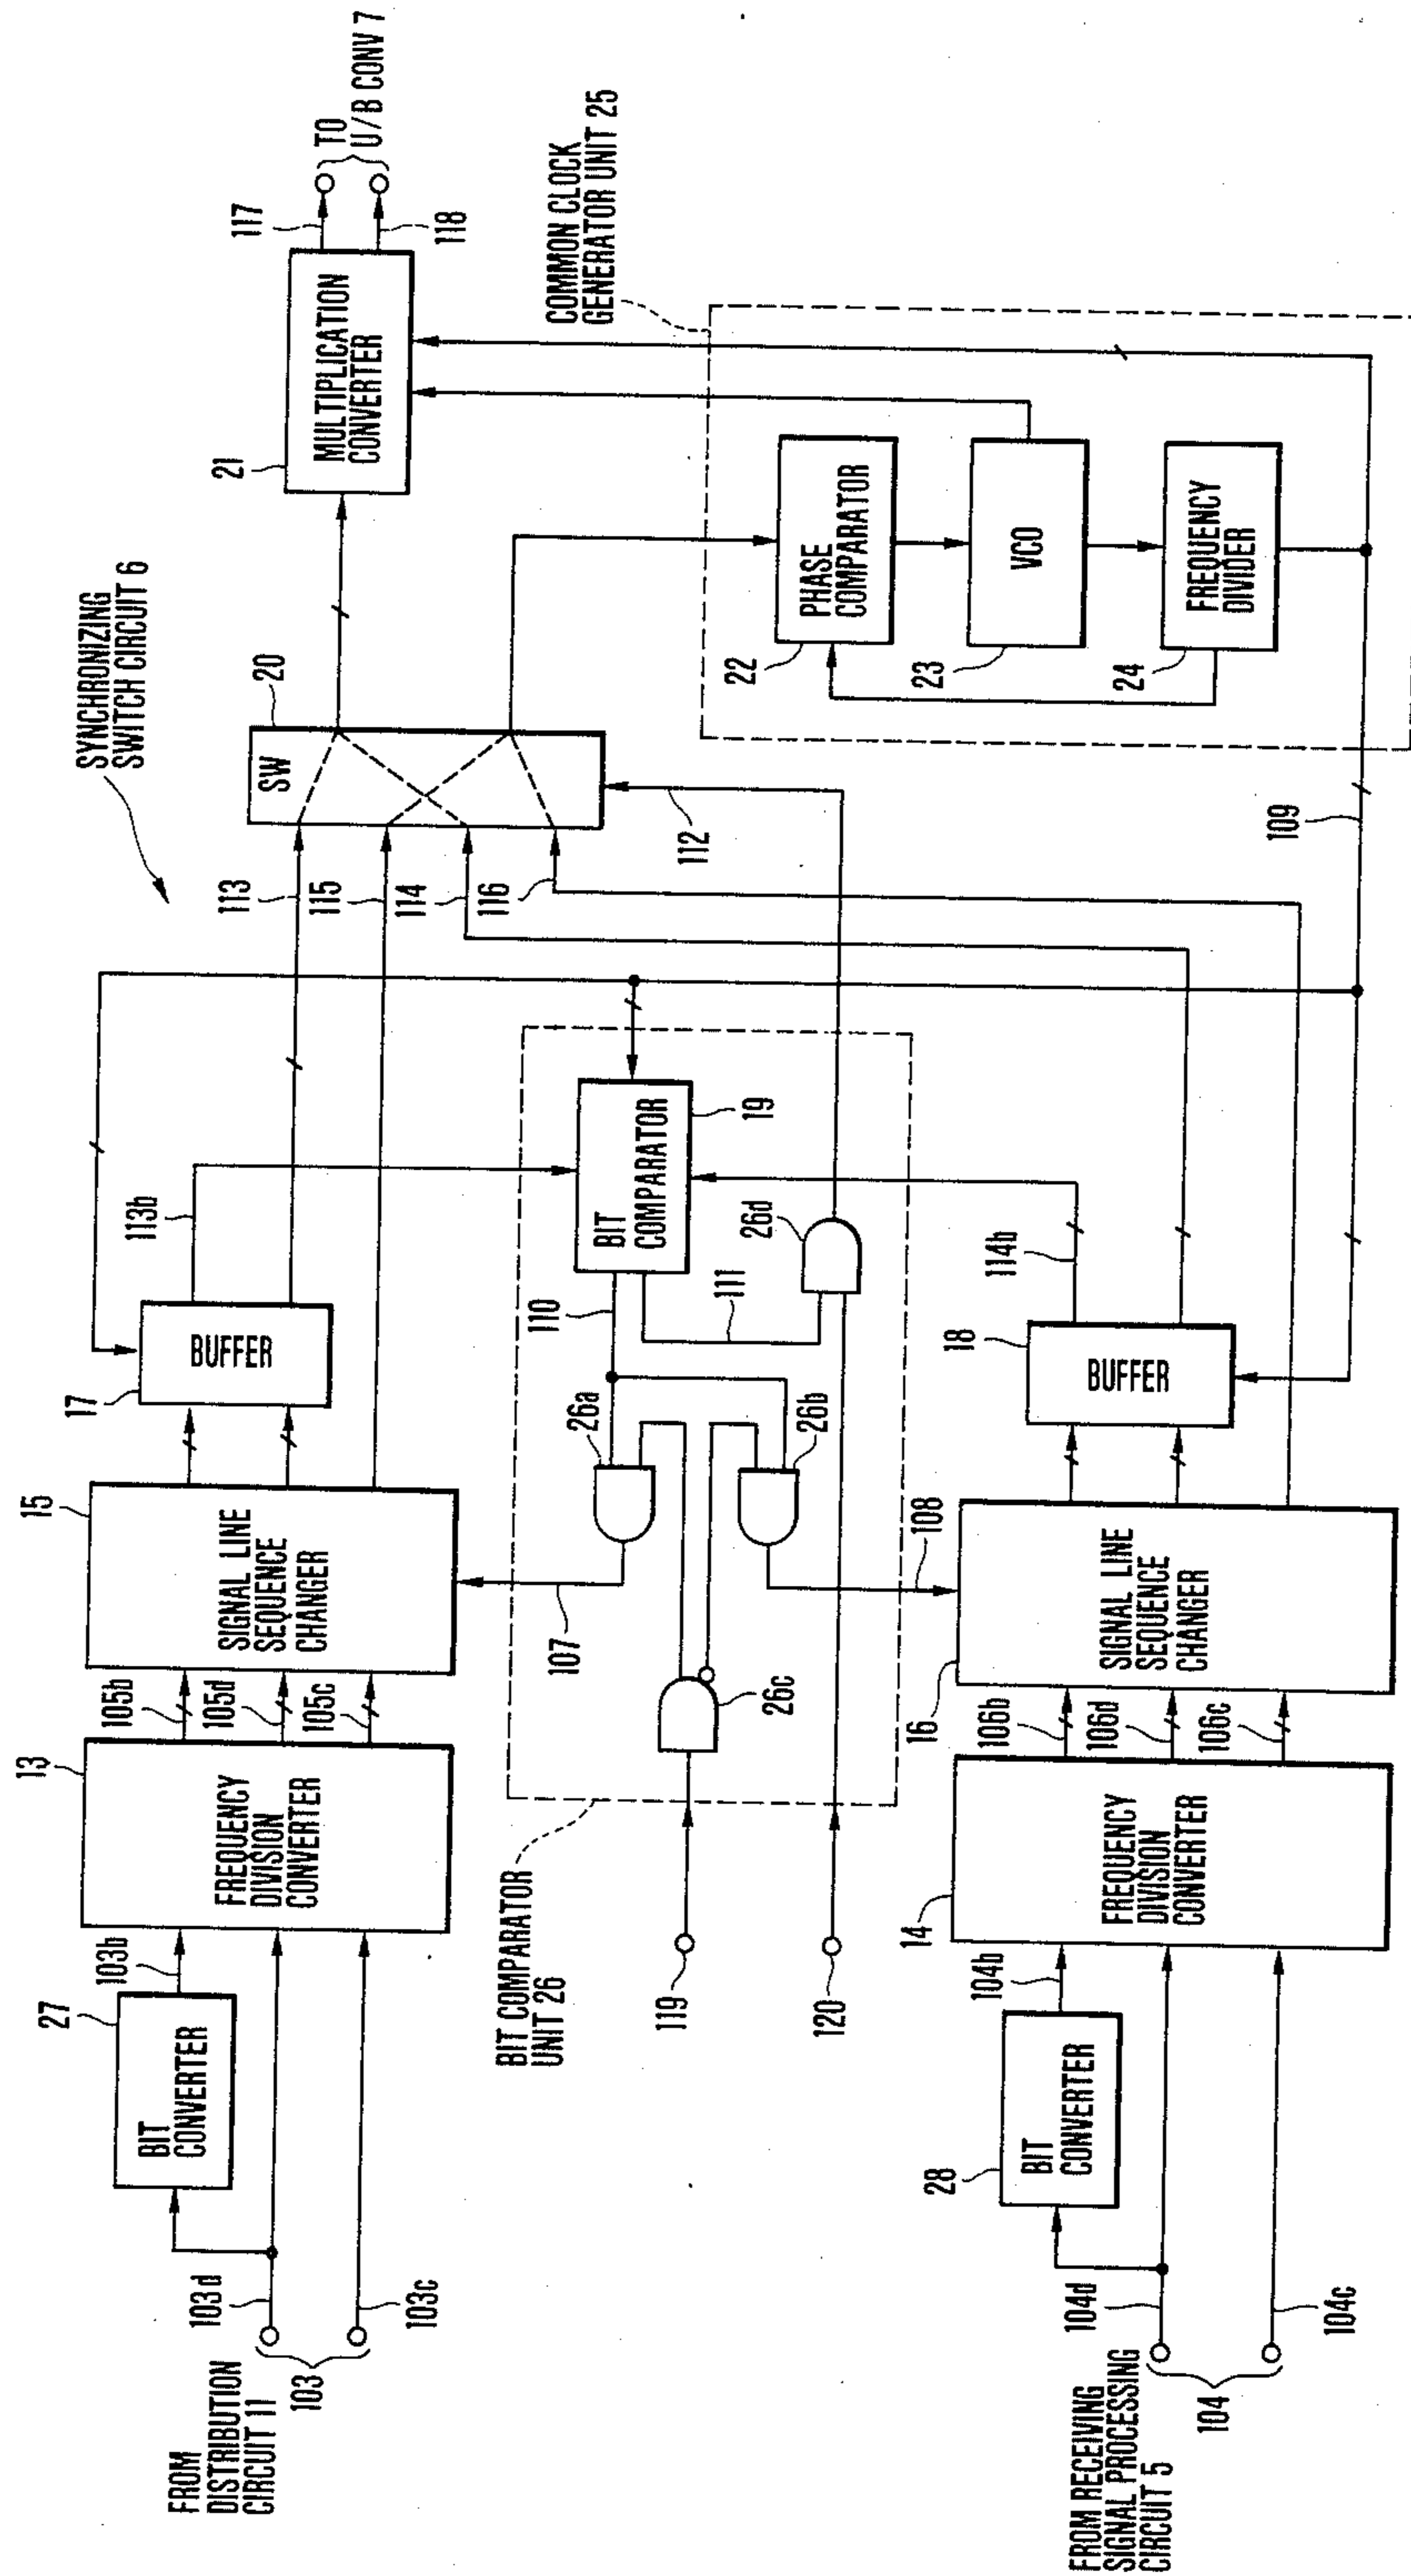 SYNCHRONIZING
SWITCH CIRCUIT 6
FROM
DISTRIBUTION
CIRCUIT 11
103
103d
103c
27
BIT
CONVERTER
103b
13
FREQUENCY
DIVISION
CONVERTER
105b
105d
105c
15
SIGNAL LINE
SEQUENCE
CHANGER
107
17
BUFFER
113b
113
115
114
116
20
SW
112
21
MULTIPLICATION
CONVERTER
117
118
TO
U/B CONV 7
BIT COMPARATOR
UNIT 26
119
120
26c
26a
26b
110
111
BIT
COMPARATOR
19
26d
108
COMMON CLOCK
GENERATOR UNIT 25
22
PHASE
COMPARATOR
23
VCO
24
FREQUENCY
DIVIDER
109
FROM RECEIVING
SIGNAL PROCESSING
CIRCUIT 5
104
104d
104c
28
BIT
CONVERTER
104b
14
FREQUENCY
DIVISION
CONVERTER
106b
106d
106c
16
SIGNAL LINE
SEQUENCE
CHANGER
18
BUFFER
114b